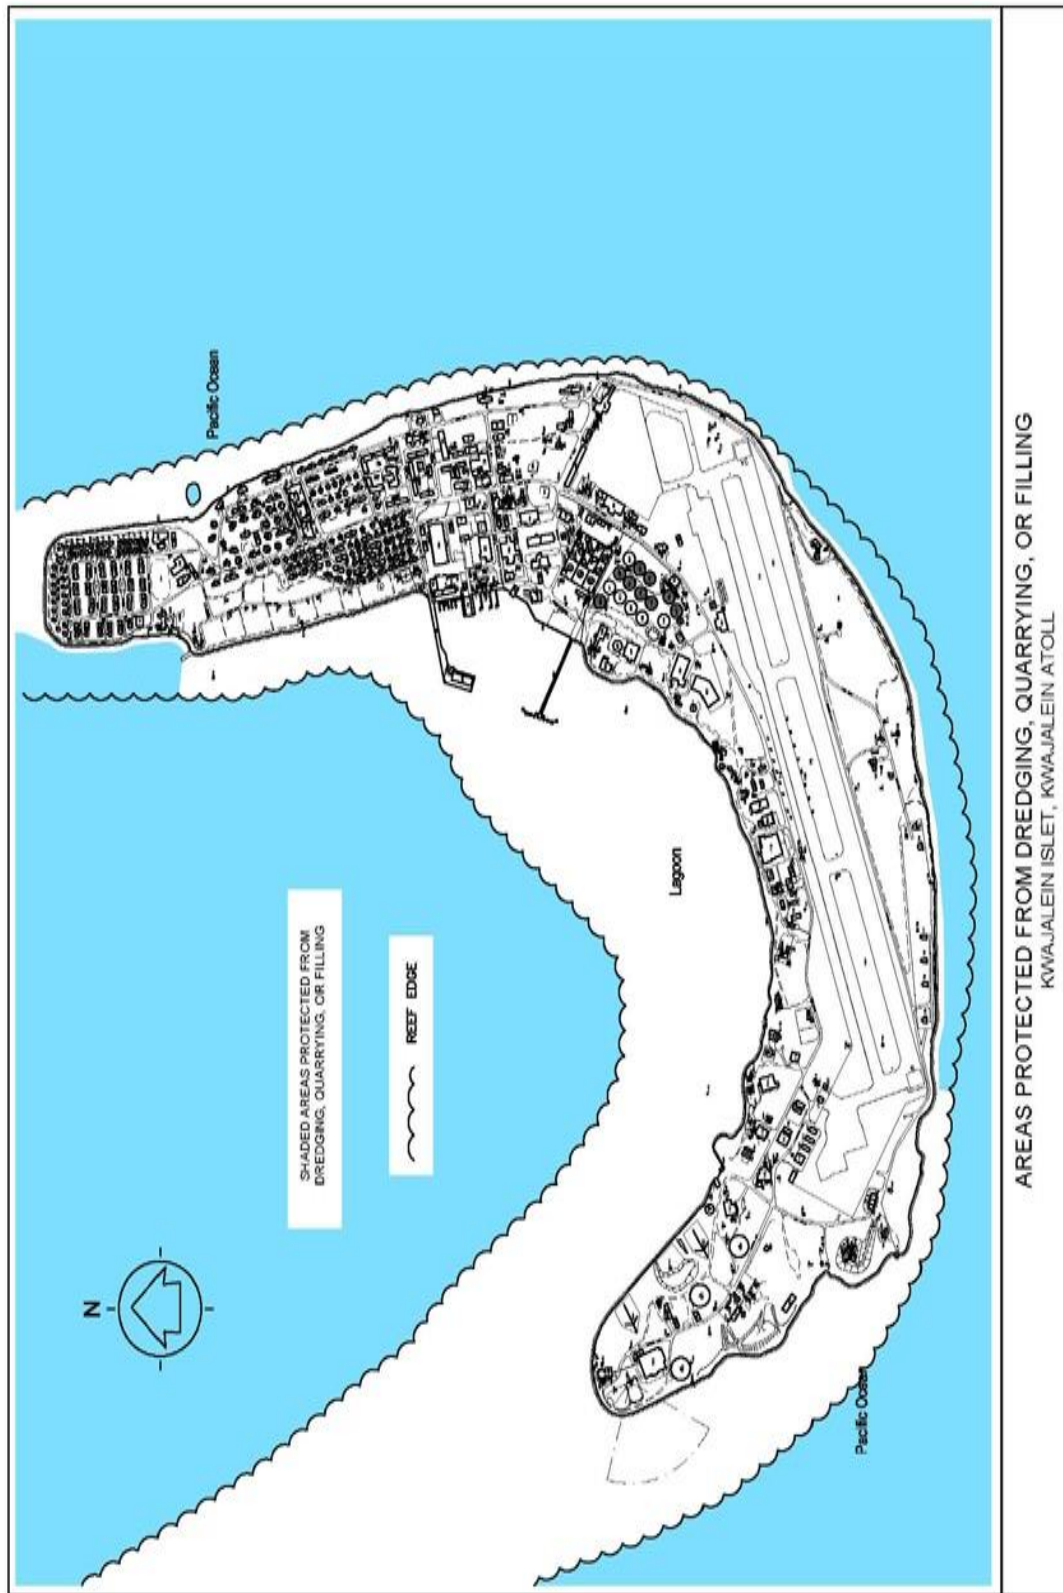 AREAS PROTECTED FROM DREDGING, QUARRYING, OR FILLING
KWAJALEIN ISLET, KWAJALEIN ATOLL
N
SHADED AREAS PROTECTED FROM
DREDGING, QUARRYING, OR FILLING
REEF EDGE
Pacific Ocean
Lagoon
Pacific Ocean